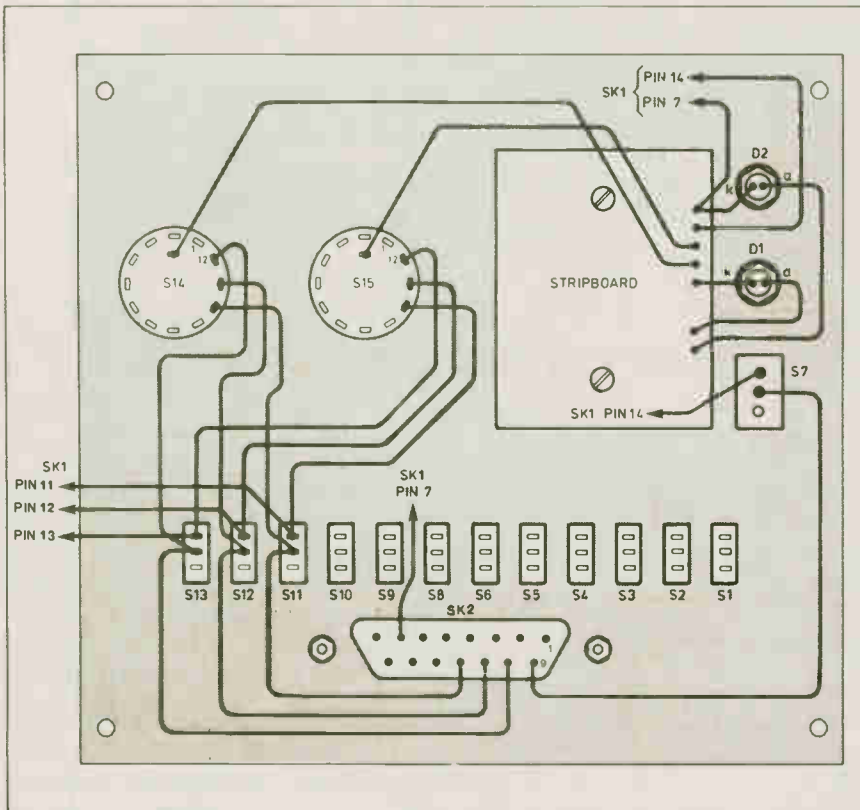 SK1 { PIN 14
PIN 7
D2
k a
1
12
S14
1
12
S15
D1
k a
STRIPBOARD
S7
SK1 PIN 14
SK1
PIN 11
PIN 12
PIN 13
SK1
PIN 7
S13 S12 S11 S10 S9 S8 S6 S5 S4 S3 S2 S1
SK2
1
9